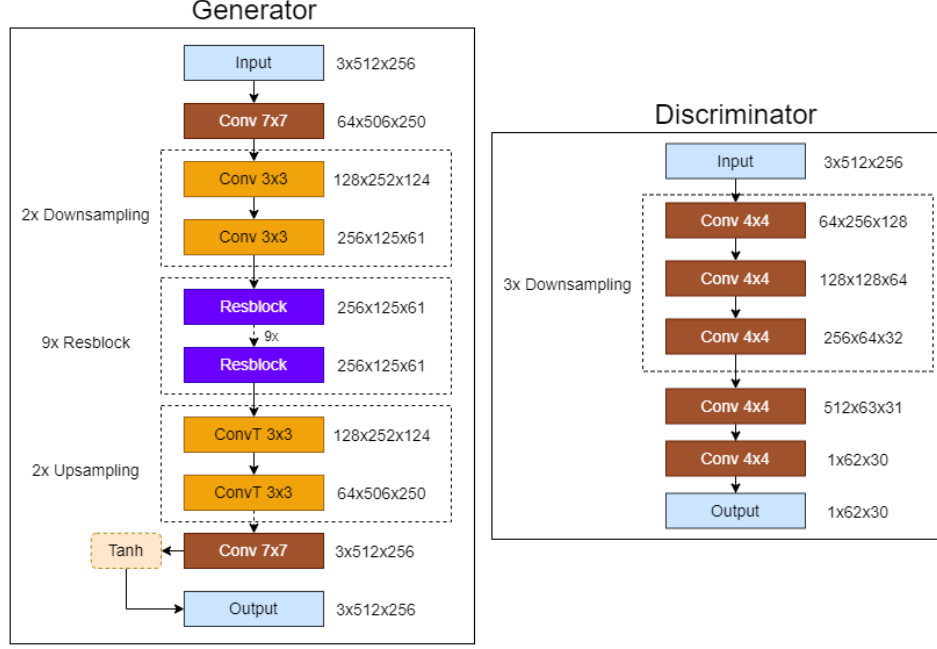 Generator
Input
3x512x256
Conv 7x7
64x506x250
2x Downsampling
Conv 3x3
128x252x124
Conv 3x3
256x125x61
9x Resblock
Resblock
256x125x61
9x
Resblock
256x125x61
2x Upsampling
ConvT 3x3
128x252x124
ConvT 3x3
64x506x250
Conv 7x7
3x512x256
Tanh
Output
3x512x256
Discriminator
Input
3x512x256
3x Downsampling
Conv 4x4
64x256x128
Conv 4x4
128x128x64
Conv 4x4
256x64x32
Conv 4x4
512x63x31
Conv 4x4
1x62x30
Output
1x62x30